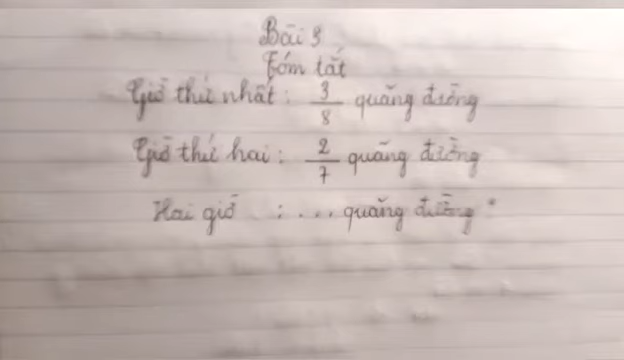 Bài 3
Tóm tắt
Giờ thứ nhất: 3/8 quãng đường
Giờ thứ hai: 2/7 quãng đường
Hai giờ : ... quãng đường